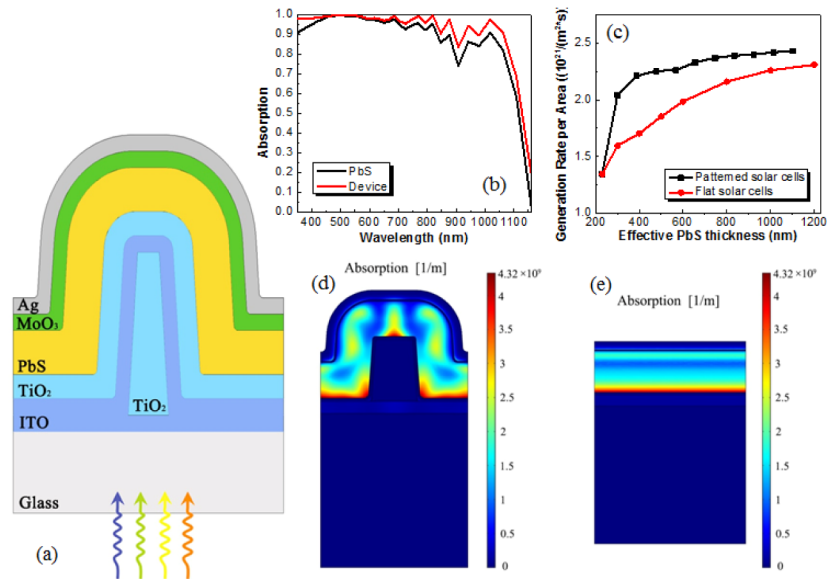 Ag
MoO₃
PbS
TiO₂
TiO₂
ITO
Glass
(a)
1.0
0.9
0.8
0.7
0.6
0.5
0.4
0.3
0.2
0.1
0.0
Absorption
PbS
Device
(b)
400 500 600 700 800 900 1000 1100
Wavelength (nm)
(c)
Generation Rate per Area ((10²¹/(m²*s)
2.5
2.0
1.5
1.0
Patterned solar cells
Flat solar cells
200 400 600 800 1000 1200
Effective PbS thickness (nm)
Absorption [1/m]
(d)
4.32 ×10⁹
4
3.5
3
2.5
2
1.5
1
0.5
0
(e)
Absorption [1/m]
4.32 ×10⁹
4
3.5
3
2.5
2
1.5
1
0.5
0